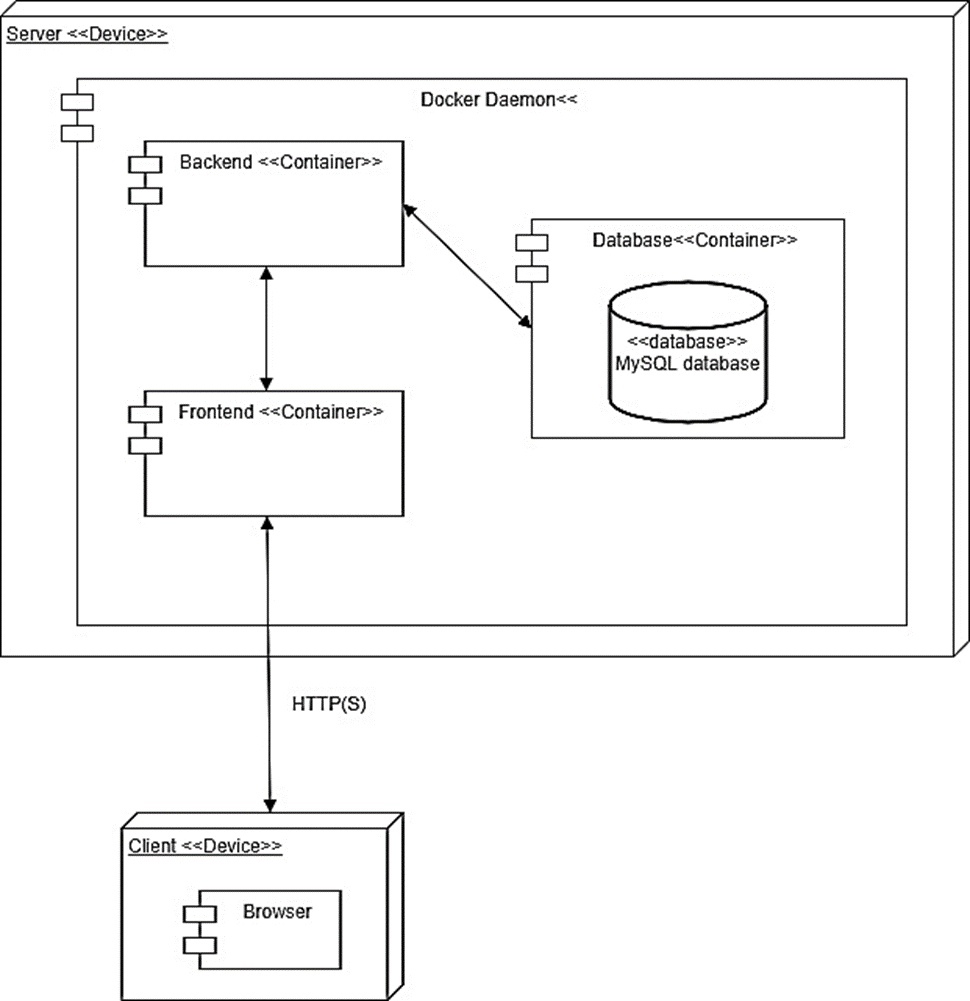 Server <<Device>>
Docker Daemon<<
Backend <<Container>>
Database<<Container>>
<<database>>
MySQL database
Frontend <<Container>>
HTTP(S)
Client <<Device>>
Browser